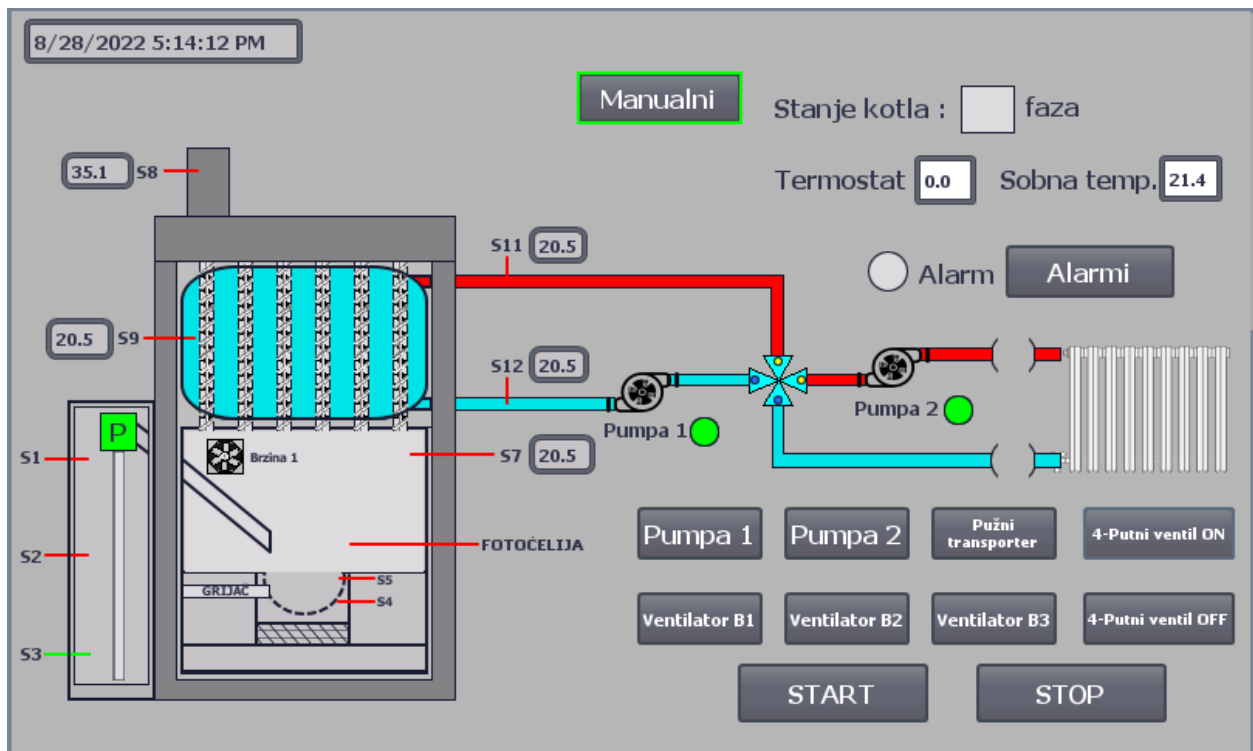 8/28/2022 5:14:12 PM
Manualni
Stanje kotla :
faza
35.1
S8
Termostat
0.0
Sobna temp.
21.4
S11
20.5
Alarm
Alarmi
20.5
S9
S12
20.5
Pumpa 1
Pumpa 2
P
S1
Brzina 1
S7
20.5
Pumpa 1
Pumpa 2
Pužni
transporter
4-Putni ventil ON
S2
FOTOĆELIJA
S5
GRIJAČ
S4
Ventilator B1
Ventilator B2
Ventilator B3
4-Putni ventil OFF
S3
START
STOP